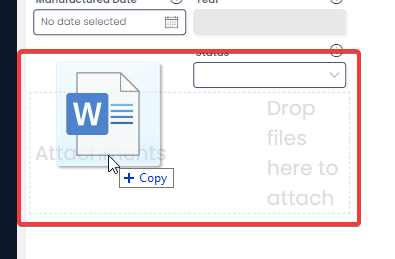 Manufactured Date
Year
No date selected
Status
W
Attachments
Drop
files
here to
attach
+ Copy